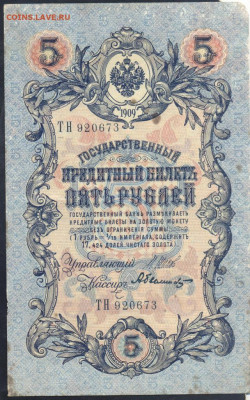 COINS.LAVE.RU
5 5
1909
ТН 920673
ГОСУДАРСТВЕННЫЙ
КРЕДИТНЫЙ БИЛЕТЪ
ПЯТЬ РУБЛЕЙ
ГОСУДАРСТВЕННЫЙ БАНКЪ РАЗМѢНИВАЕТЪ
КРЕДИТНЫЕ БИЛЕТЫ НА ЗОЛОТУЮ МОНЕТУ
БЕЗЪ ОГРАНИЧЕНІЯ СУММЫ
(1 РУБЛЬ = 1/15 ИМПЕРІАЛА, СОДЕРЖИТЪ
17,424 ДОЛЕЙ ЧИСТАГО ЗОЛОТА)
Управляющій
Кассиръ
ТН 920673
5